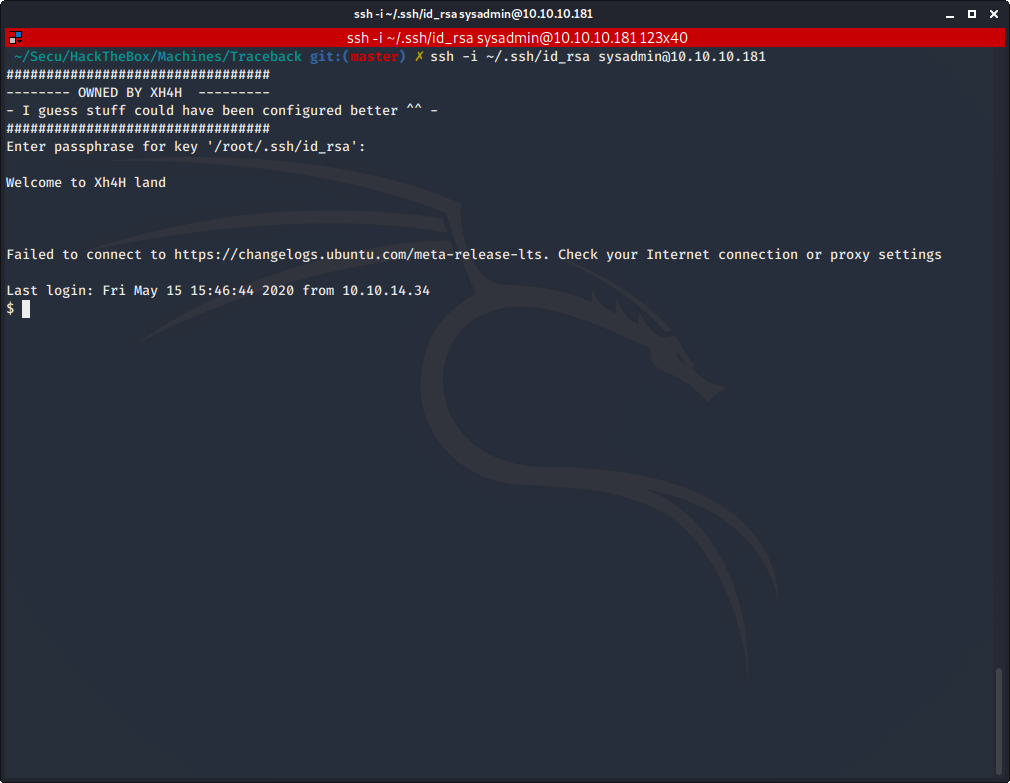 ssh -i ~/.ssh/id_rsa sysadmin@10.10.10.181
ssh -i ~/.ssh/id_rsa sysadmin@10.10.10.181 123x40
~/Secu/HackTheBox/Machines/Traceback git:(master) ✗ ssh -i ~/.ssh/id_rsa sysadmin@10.10.10.181
#################################
-------- OWNED BY XH4H  ---------
- I guess stuff could have been configured better ^^ -
#################################
Enter passphrase for key '/root/.ssh/id_rsa':
Welcome to Xh4H land
Failed to connect to https://changelogs.ubuntu.com/meta-release-lts. Check your Internet connection or proxy settings
Last login: Fri May 15 15:46:44 2020 from 10.10.14.34
$